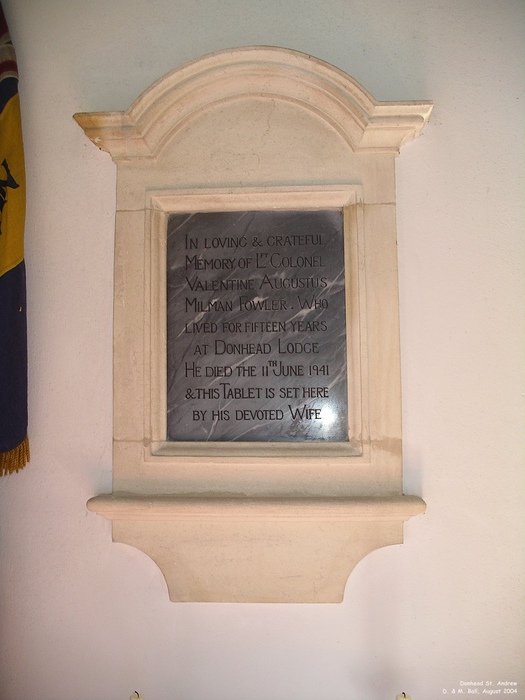 IN LOVING & GRATEFUL
MEMORY OF LT COLONEL
VALENTINE AUGUSTUS
MILMAN FOWLER. WHO
LIVED FOR FIFTEEN YEARS
AT DONHEAD LODGE
HE DIED THE 11TH JUNE 1941
& THIS TABLET IS SET HERE
BY HIS DEVOTED WIFE
Donhead St. Andrew
D. & M. Ball, August 2004